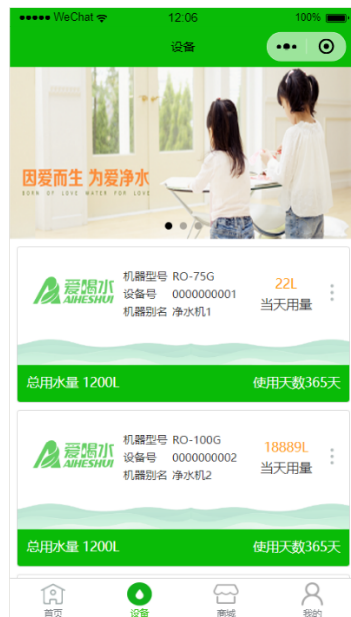 WeChat
12:06
100%
设备
因爱而生 为爱净水
BORN OF LOVE WATER FOR LOVE
爱喝水
AIHESHUI
机器型号 RO-75G
设备号 0000000001
机器别名 净水机1
22L
当天用量
总用水量 1200L
使用天数365天
爱喝水
AIHESHUI
机器型号 RO-100G
设备号 0000000002
机器别名 净水机2
18889L
当天用量
总用水量 1200L
使用天数365天
首页
设备
商城
我的